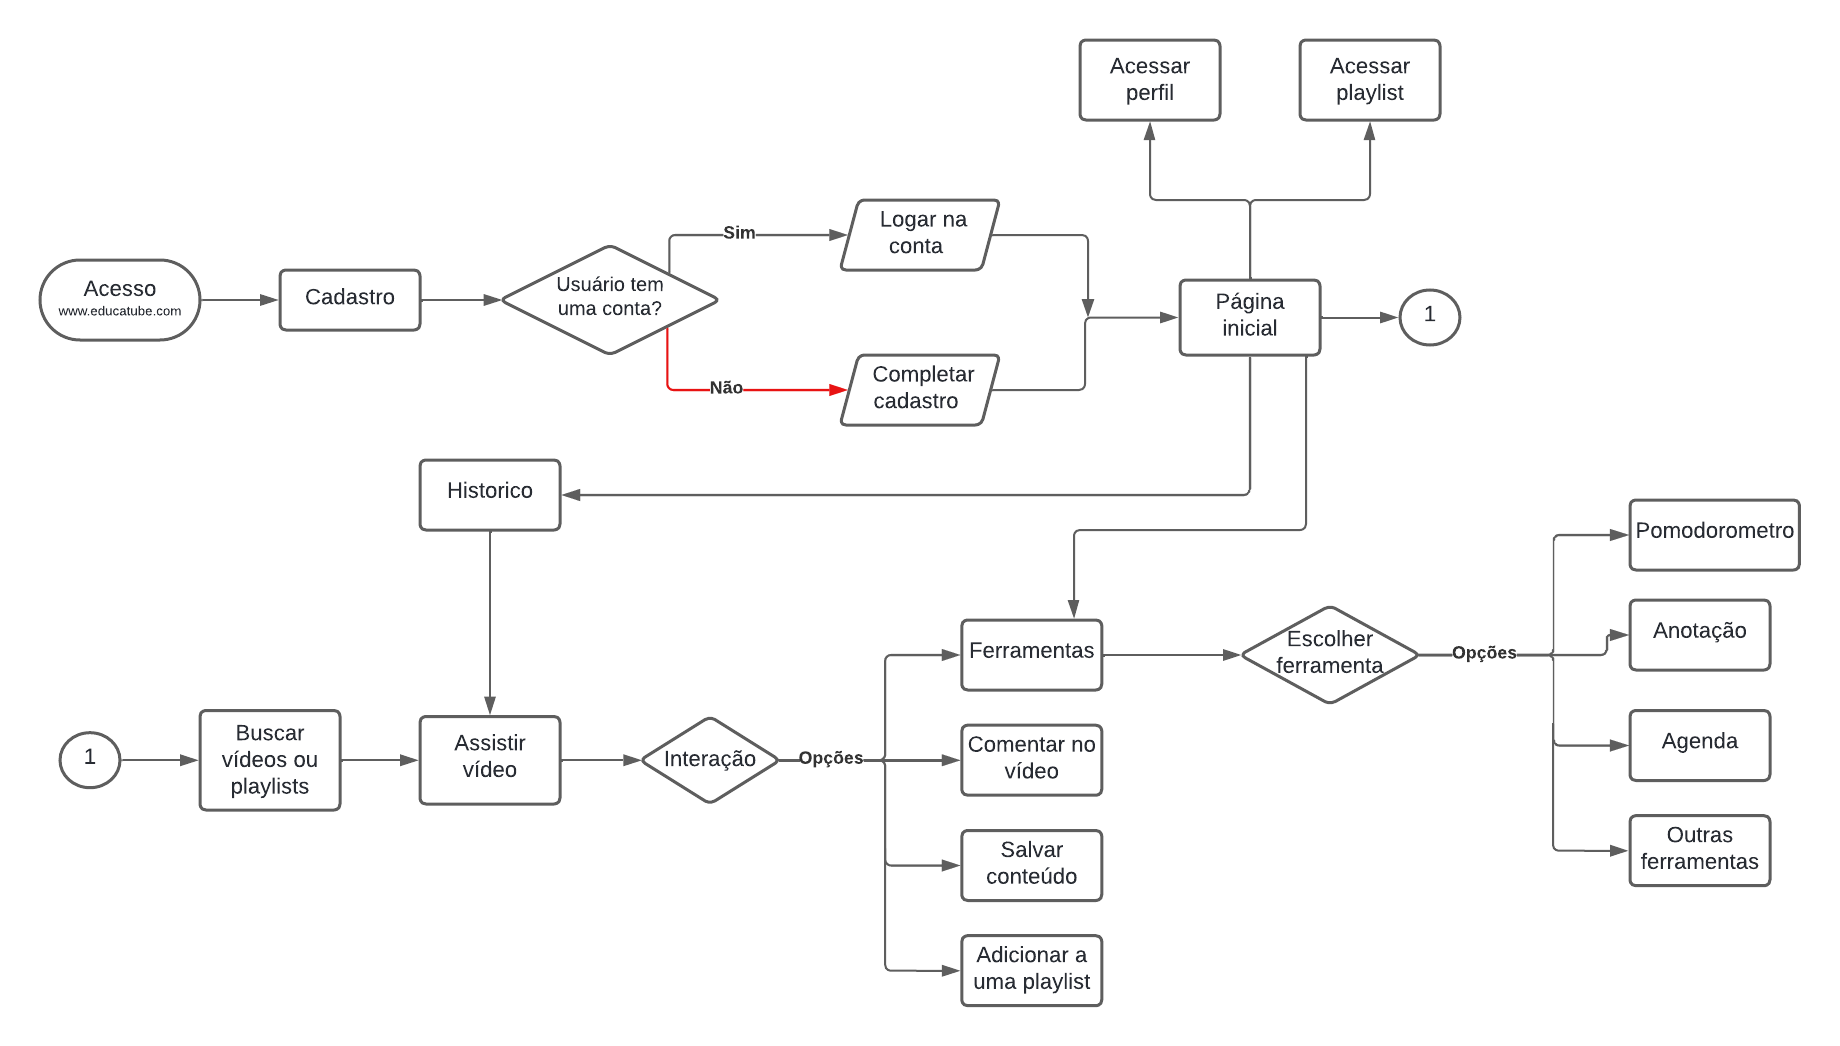 Acessar
perfil
Acessar
playlist
Sim
Logar na
conta
Acesso
www.educatube.com
Cadastro
Usuário tem
uma conta?
Página
inicial
1
Não
Completar
cadastro
Historico
Pomodorometro
Ferramentas
Escolher
ferramenta
Opções
Anotação
1
Buscar
vídeos ou
playlists
Assistir
vídeo
Interação
Opções
Comentar no
vídeo
Agenda
Salvar
conteúdo
Outras
ferramentas
Adicionar a
uma playlist